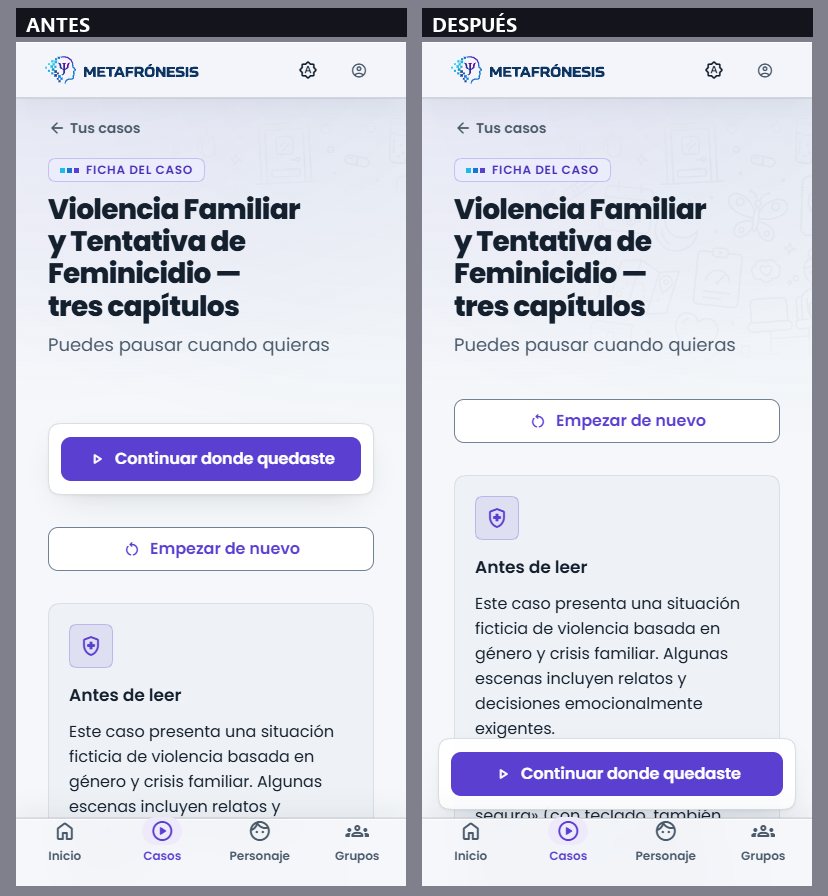 ANTES
METAFRÓNESIS
A
Tus casos
FICHA DEL CASO
Violencia Familiar
y Tentativa de
Feminicidio —
tres capítulos
Puedes pausar cuando quieras
Continuar donde quedaste
Empezar de nuevo
Antes de leer
Este caso presenta una situación
ficticia de violencia basada en
género y crisis familiar. Algunas
escenas incluyen relatos y
Inicio
Casos
Personaje
Grupos
DESPUÉS
METAFRÓNESIS
A
Tus casos
FICHA DEL CASO
Violencia Familiar
y Tentativa de
Feminicidio —
tres capítulos
Puedes pausar cuando quieras
Empezar de nuevo
Antes de leer
Este caso presenta una situación
ficticia de violencia basada en
género y crisis familiar. Algunas
escenas incluyen relatos y
decisiones emocionalmente
exigentes.
Continuar donde quedaste
segura» (con teclado, también
Inicio
Casos
Personaje
Grupos